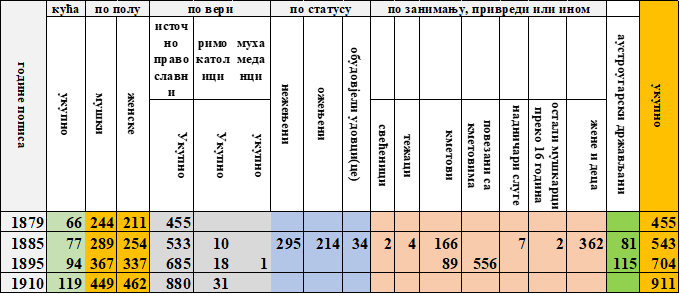 кућа по полу по вери по статусу по занимању, привреди или ином
године пописа
укупно
мушки
женске
источно православни
Укупно
римокатолици
Укупно
мухамеданци
укупно
нежењени
ожењени
обудовјели удовци(це)
свећеници
тежаци
кметови
повезани са кметовима
надничари слуге
остали мушкарци преко 16 година
жене и деца
аустроугарски држављани
укупно
1879 66 244 211 455 455
1885 77 289 254 533 10 295 214 34 2 4 166 7 2 362 81 543
1895 94 367 337 685 18 1 89 556 115 704
1910 119 449 462 880 31 911